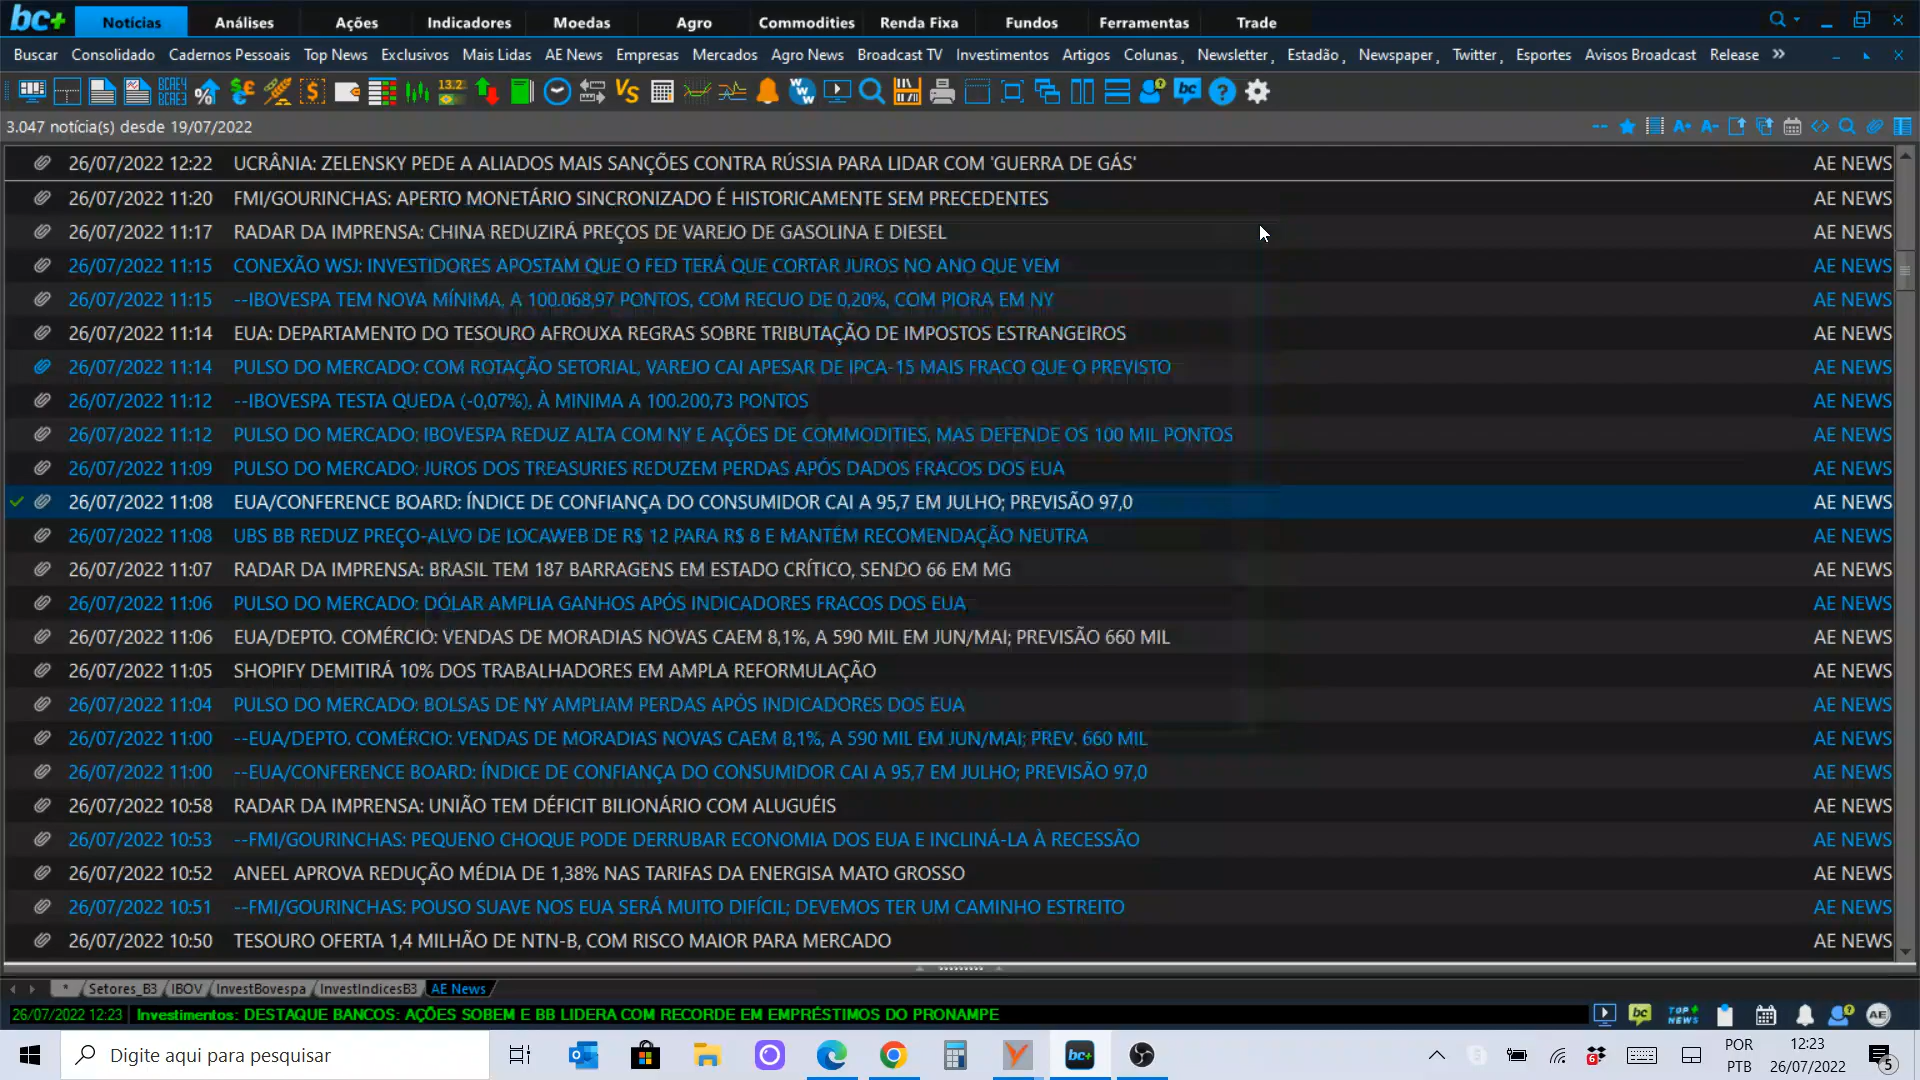 bc+ Notícias Análises Ações Indicadores Moedas Agro Commodities Renda Fixa Fundos Ferramentas Trade
Buscar Consolidado Cadernos Pessoais Top News Exclusivos Mais Lidas AE News Empresas Mercados Agro News Broadcast TV Investimentos Artigos Colunas, Newsletter, Estadão, Newspaper, Twitter, Esportes Avisos Broadcast Release »
3.047 notícia(s) desde 19/07/2022
26/07/2022 12:22 UCRÂNIA: ZELENSKY PEDE A ALIADOS MAIS SANÇÕES CONTRA RÚSSIA PARA LIDAR COM 'GUERRA DE GÁS' AE NEWS
26/07/2022 11:20 FMI/GOURINCHAS: APERTO MONETÁRIO SINCRONIZADO É HISTORICAMENTE SEM PRECEDENTES AE NEWS
26/07/2022 11:17 RADAR DA IMPRENSA: CHINA REDUZIRÁ PREÇOS DE VAREJO DE GASOLINA E DIESEL AE NEWS
26/07/2022 11:15 CONEXÃO WSJ: INVESTIDORES APOSTAM QUE O FED TERÁ QUE CORTAR JUROS NO ANO QUE VEM AE NEWS
26/07/2022 11:15 --IBOVESPA TEM NOVA MÍNIMA, A 100.068,97 PONTOS, COM RECUO DE 0,20%, COM PIORA EM NY AE NEWS
26/07/2022 11:14 EUA: DEPARTAMENTO DO TESOURO AFROUXA REGRAS SOBRE TRIBUTAÇÃO DE IMPOSTOS ESTRANGEIROS AE NEWS
26/07/2022 11:14 PULSO DO MERCADO: COM ROTAÇÃO SETORIAL, VAREJO CAI APESAR DE IPCA-15 MAIS FRACO QUE O PREVISTO AE NEWS
26/07/2022 11:12 --IBOVESPA TESTA QUEDA (-0,07%), À MINIMA A 100.200,73 PONTOS AE NEWS
26/07/2022 11:12 PULSO DO MERCADO: IBOVESPA REDUZ ALTA COM NY E AÇÕES DE COMMODITIES, MAS DEFENDE OS 100 MIL PONTOS AE NEWS
26/07/2022 11:09 PULSO DO MERCADO: JUROS DOS TREASURIES REDUZEM PERDAS APÓS DADOS FRACOS DOS EUA AE NEWS
26/07/2022 11:08 EUA/CONFERENCE BOARD: ÍNDICE DE CONFIANÇA DO CONSUMIDOR CAI A 95,7 EM JULHO; PREVISÃO 97,0 AE NEWS
26/07/2022 11:08 UBS BB REDUZ PREÇO-ALVO DE LOCAWEB DE R$ 12 PARA R$ 8 E MANTÉM RECOMENDAÇÃO NEUTRA AE NEWS
26/07/2022 11:07 RADAR DA IMPRENSA: BRASIL TEM 187 BARRAGENS EM ESTADO CRÍTICO, SENDO 66 EM MG AE NEWS
26/07/2022 11:06 PULSO DO MERCADO: DÓLAR AMPLIA GANHOS APÓS INDICADORES FRACOS DOS EUA AE NEWS
26/07/2022 11:06 EUA/DEPTO. COMÉRCIO: VENDAS DE MORADIAS NOVAS CAEM 8,1%, A 590 MIL EM JUN/MAI; PREVISÃO 660 MIL AE NEWS
26/07/2022 11:05 SHOPIFY DEMITIRÁ 10% DOS TRABALHADORES EM AMPLA REFORMULAÇÃO AE NEWS
26/07/2022 11:04 PULSO DO MERCADO: BOLSAS DE NY AMPLIAM PERDAS APÓS INDICADORES DOS EUA AE NEWS
26/07/2022 11:00 --EUA/DEPTO. COMÉRCIO: VENDAS DE MORADIAS NOVAS CAEM 8,1%, A 590 MIL EM JUN/MAI; PREV. 660 MIL AE NEWS
26/07/2022 11:00 --EUA/CONFERENCE BOARD: ÍNDICE DE CONFIANÇA DO CONSUMIDOR CAI A 95,7 EM JULHO; PREVISÃO 97,0 AE NEWS
26/07/2022 10:58 RADAR DA IMPRENSA: UNIÃO TEM DÉFICIT BILIONÁRIO COM ALUGUÉIS AE NEWS
26/07/2022 10:53 --FMI/GOURINCHAS: PEQUENO CHOQUE PODE DERRUBAR ECONOMIA DOS EUA E INCLINÁ-LA À RECESSÃO AE NEWS
26/07/2022 10:52 ANEEL APROVA REDUÇÃO MÉDIA DE 1,38% NAS TARIFAS DA ENERGISA MATO GROSSO AE NEWS
26/07/2022 10:51 --FMI/GOURINCHAS: POUSO SUAVE NOS EUA SERÁ MUITO DIFÍCIL; DEVEMOS TER UM CAMINHO ESTREITO AE NEWS
26/07/2022 10:50 TESOURO OFERTA 1,4 MILHÃO DE NTN-B, COM RISCO MAIOR PARA MERCADO AE NEWS
* Setores_B3 IBOV InvestBovespa InvestIndicesB3 AE News
26/07/2022 12:23 Investimentos: DESTAQUE BANCOS: AÇÕES SOBEM E BB LIDERA COM RECORDE EM EMPRÉSTIMOS DO PRONAMPE
Digite aqui para pesquisar
POR
PTB
12:23
26/07/2022
5